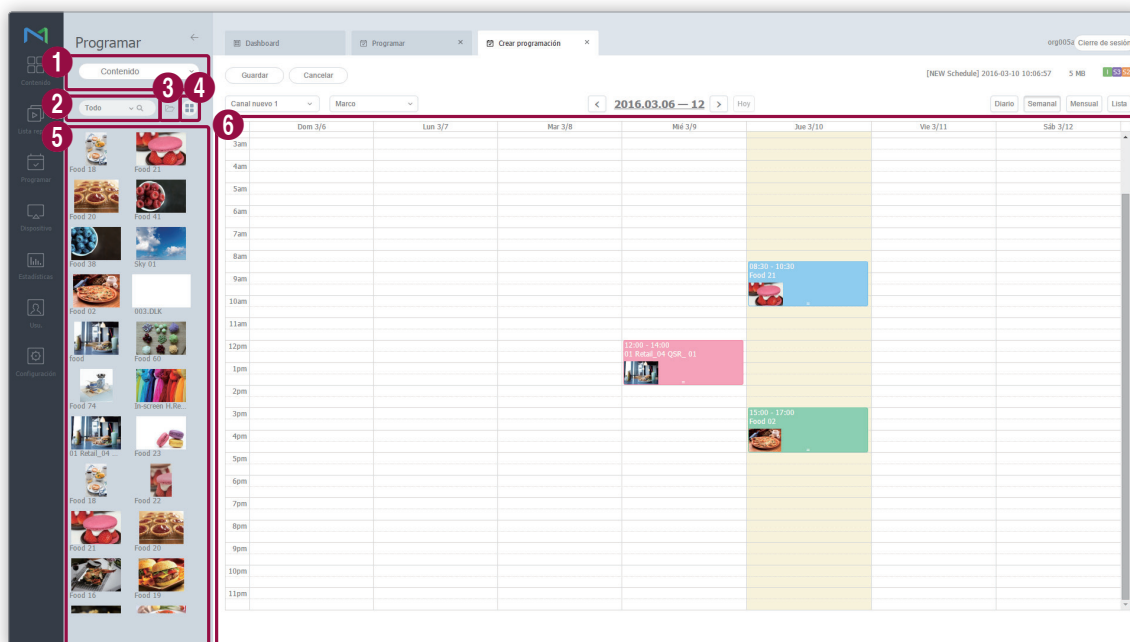 Programar
←
Dashboard
Programar ×
Crear programación ×
org005a
Cierre de sesión
1
Contenido
Contenido
Guardar
Cancelar
[NEW Schedule] 2016-03-10 10:06:57 5 MB I S3 S2
2
3
4
Todo
Canal nuevo 1
Marco
< 2016.03.06 — 12 >
Hoy
Diario
Semanal
Mensual
Lista
5
6
Dom 3/6 Lun 3/7 Mar 3/8 Mié 3/9 Jue 3/10 Vie 3/11 Sáb 3/12
Programar
Dispositivo
Estadísticas
Configuración
Food 18 Food 21
Food 20 Food 41
Food 38 Sky 01
Food 02 003.DLK
food Food 60
Food 74 In-screen H.Re...
01 Retail_04 ... Food 23
Food 18 Food 22
Food 21 Food 20
Food 16 Food 19
3am
4am
5am
6am
7am
8am
9am
10am
11am
12pm
1pm
2pm
3pm
4pm
5pm
6pm
7pm
8pm
9pm
10pm
11pm
08:30 - 10:30
Food 21
12:00 - 14:00
01 Retail_04 QSR_ 01
15:00 - 17:00
Food 02